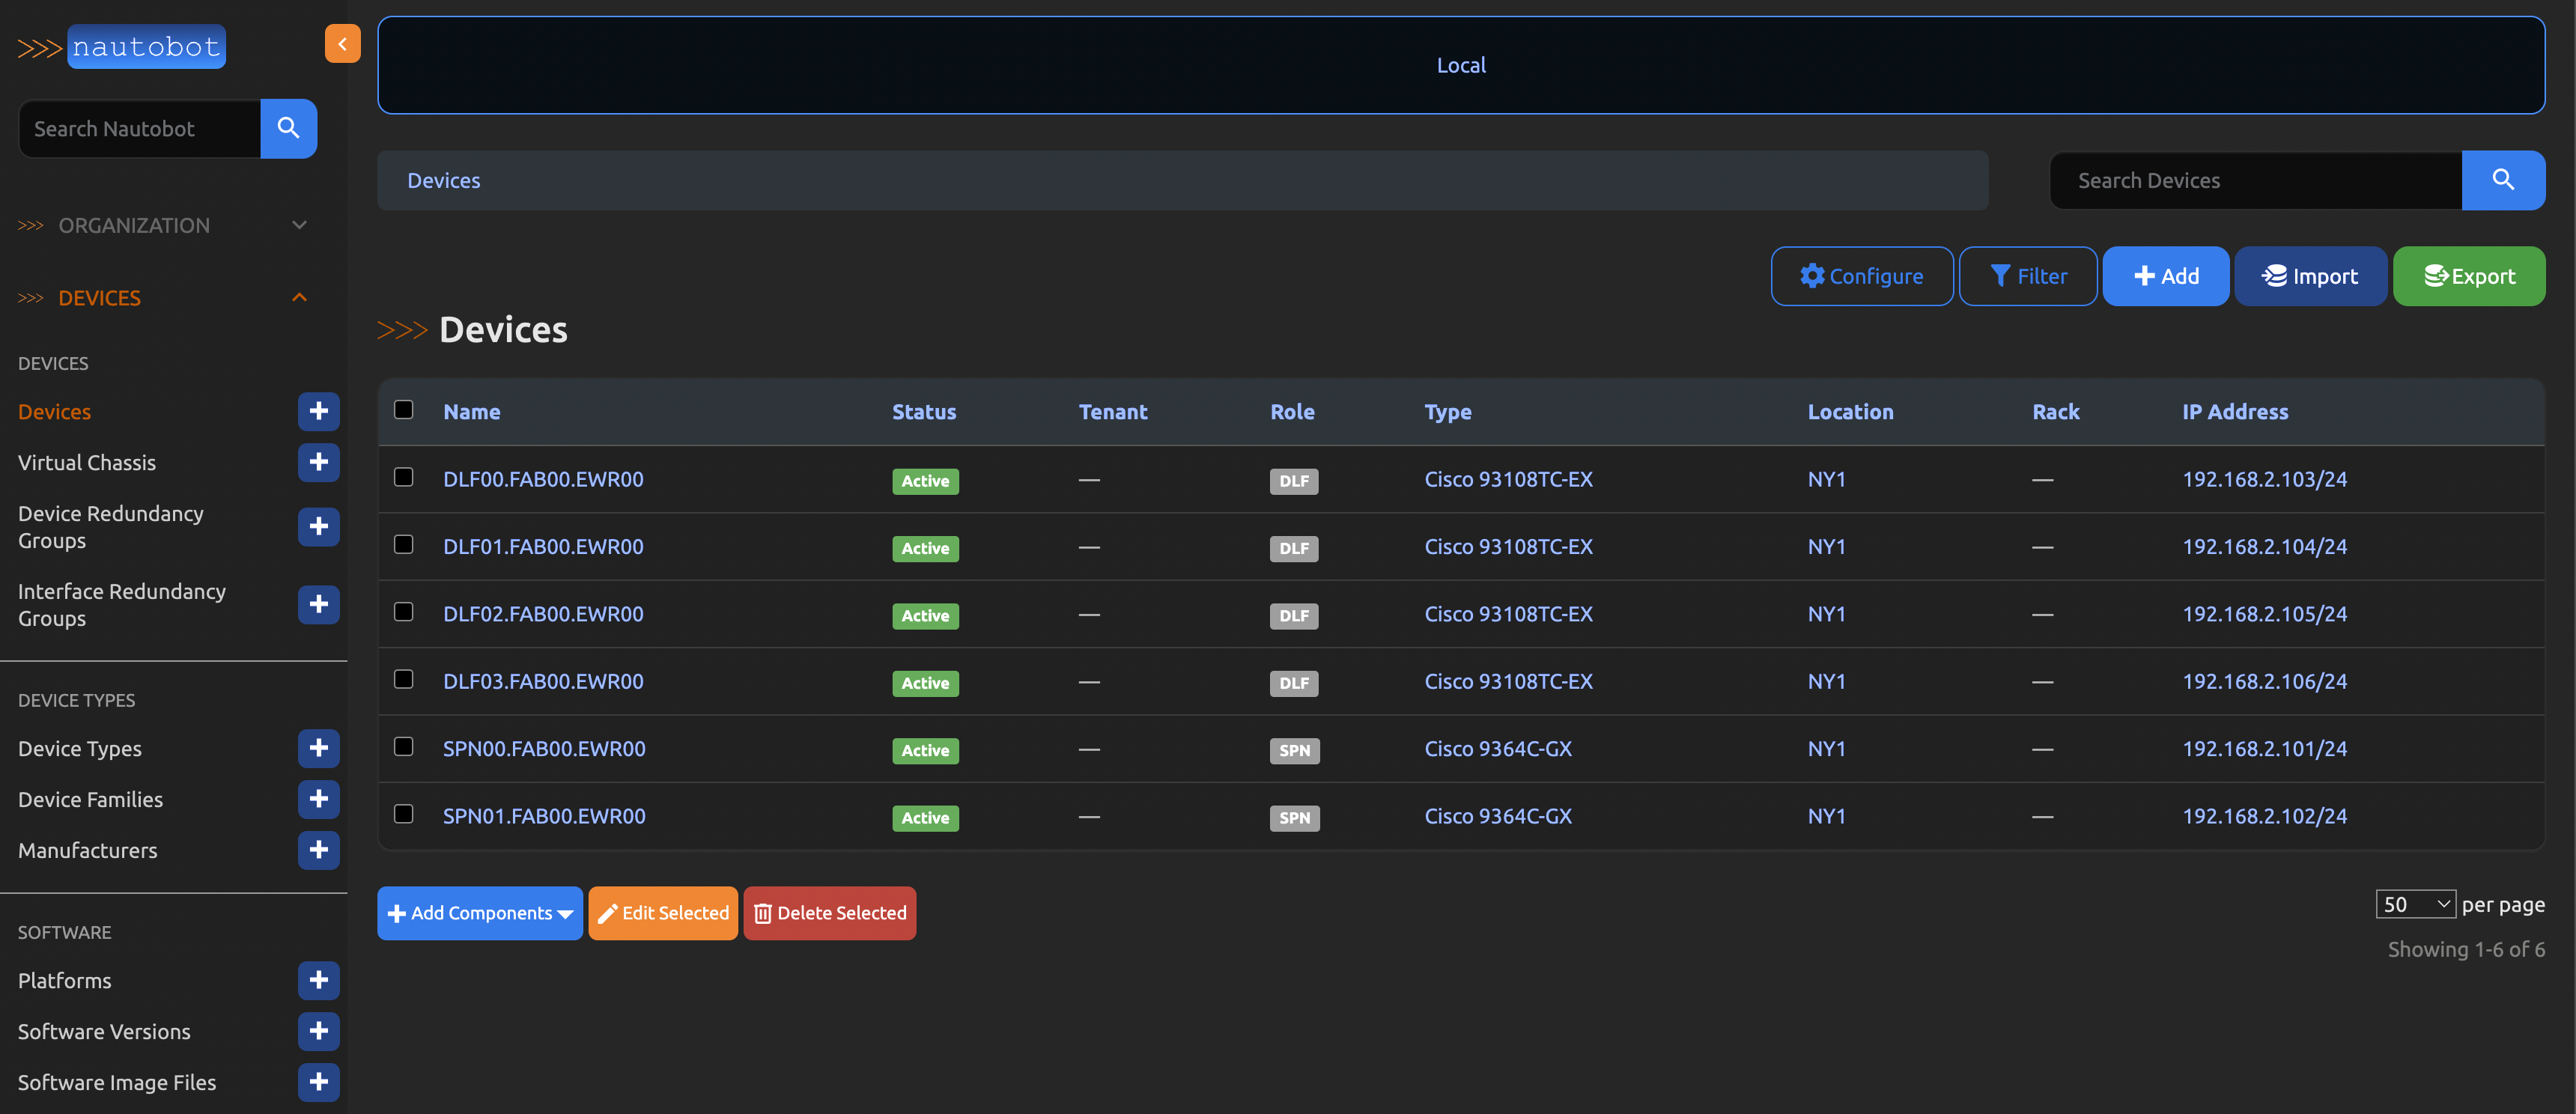 >>> nautobot
Local
Search Nautobot
Devices
Search Devices
>>> ORGANIZATION
Configure Filter Add Import Export
>>> DEVICES
>>> Devices
DEVICES
Devices
Virtual Chassis
Device Redundancy
Groups
Interface Redundancy
Groups
DEVICE TYPES
Device Types
Device Families
Manufacturers
SOFTWARE
Platforms
Software Versions
Software Image Files
Name Status Tenant Role Type Location Rack IP Address
DLF00.FAB00.EWR00 Active — DLF Cisco 93108TC-EX NY1 — 192.168.2.103/24
DLF01.FAB00.EWR00 Active — DLF Cisco 93108TC-EX NY1 — 192.168.2.104/24
DLF02.FAB00.EWR00 Active — DLF Cisco 93108TC-EX NY1 — 192.168.2.105/24
DLF03.FAB00.EWR00 Active — DLF Cisco 93108TC-EX NY1 — 192.168.2.106/24
SPN00.FAB00.EWR00 Active — SPN Cisco 9364C-GX NY1 — 192.168.2.101/24
SPN01.FAB00.EWR00 Active — SPN Cisco 9364C-GX NY1 — 192.168.2.102/24
Add Components Edit Selected Delete Selected
50 per page
Showing 1-6 of 6